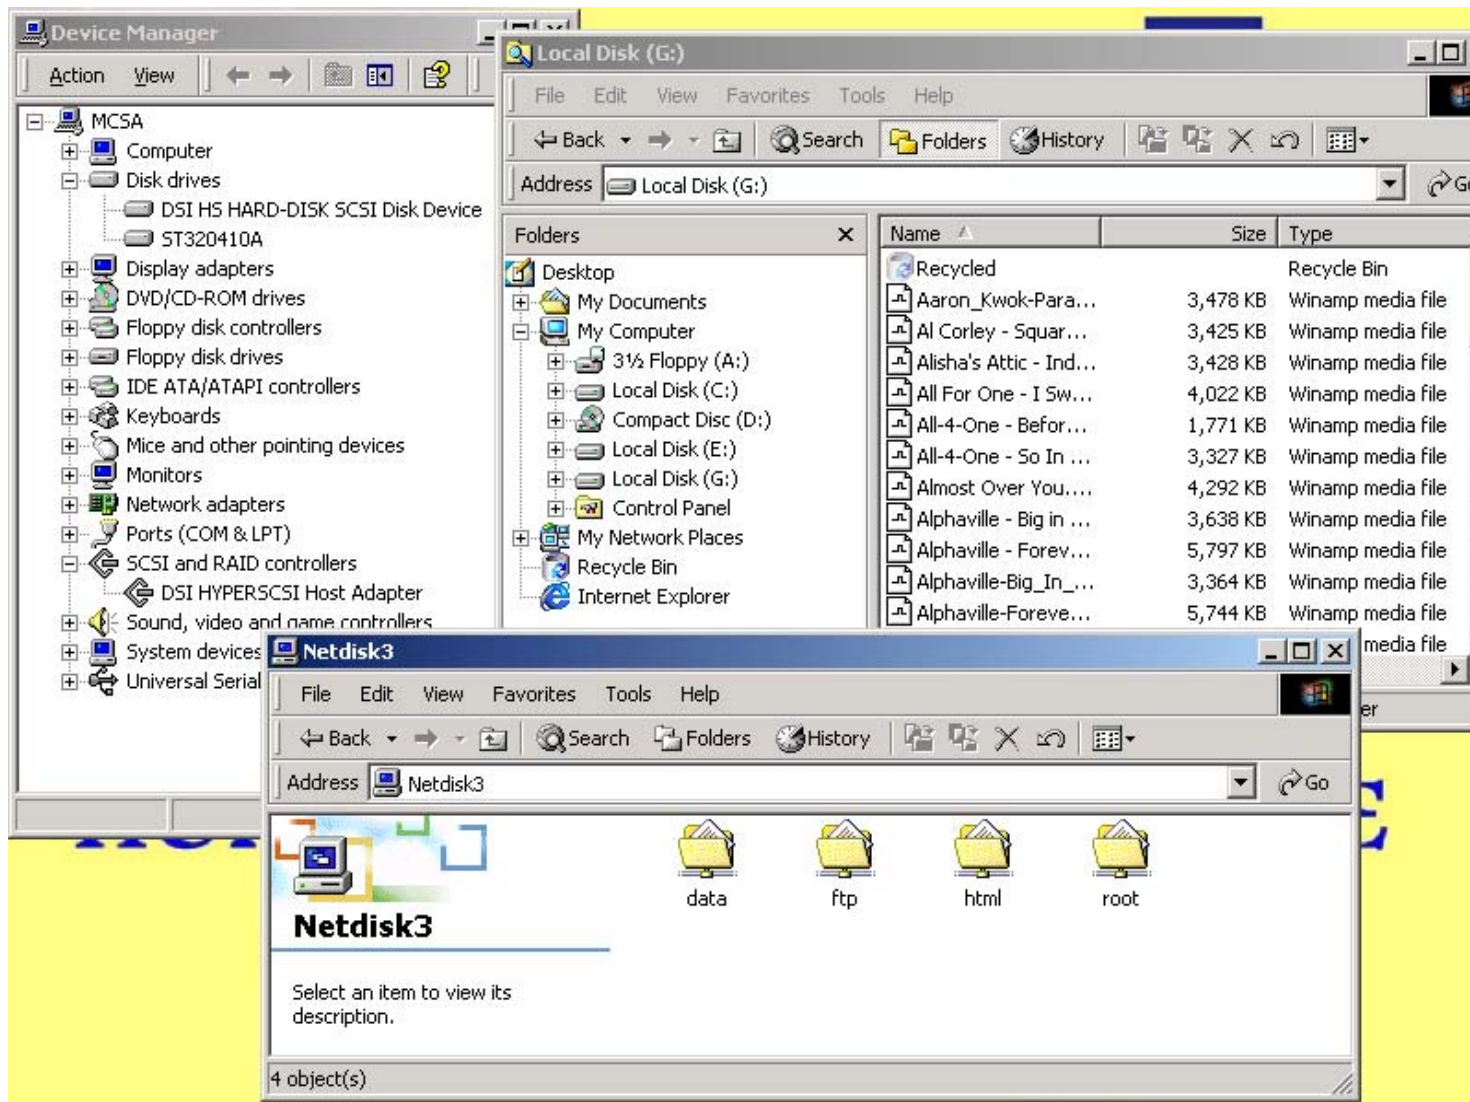 Device Manager
Action View
MCSA
Computer
Disk drives
DSI HS HARD-DISK SCSI Disk Device
ST320410A
Display adapters
DVD/CD-ROM drives
Floppy disk controllers
Floppy disk drives
IDE ATA/ATAPI controllers
Keyboards
Mice and other pointing devices
Monitors
Network adapters
Ports (COM & LPT)
SCSI and RAID controllers
DSI HYPERSCSI Host Adapter
Sound, video and game controllers
System devices
Universal Serial
Local Disk (G:)
File Edit View Favorites Tools Help
Back Search Folders History
Address Local Disk (G:)
Folders
Desktop
My Documents
My Computer
3½ Floppy (A:)
Local Disk (C:)
Compact Disc (D:)
Local Disk (E:)
Local Disk (G:)
Control Panel
My Network Places
Recycle Bin
Internet Explorer
Name Size Type
Recycled Recycle Bin
Aaron_Kwok-Para... 3,478 KB Winamp media file
Al Corley - Squar... 3,425 KB Winamp media file
Alisha's Attic - Ind... 3,428 KB Winamp media file
All For One - I Sw... 4,022 KB Winamp media file
All-4-One - Befor... 1,771 KB Winamp media file
All-4-One - So In ... 3,327 KB Winamp media file
Almost Over You.... 4,292 KB Winamp media file
Alphaville - Big in ... 3,638 KB Winamp media file
Alphaville - Forev... 5,797 KB Winamp media file
Alphaville-Big_In_... 3,364 KB Winamp media file
Alphaville-Foreve... 5,744 KB Winamp media file
media file
Netdisk3
File Edit View Favorites Tools Help
Back Search Folders History
Address Netdisk3 Go
data ftp html root
Netdisk3
Select an item to view its
description.
4 object(s)